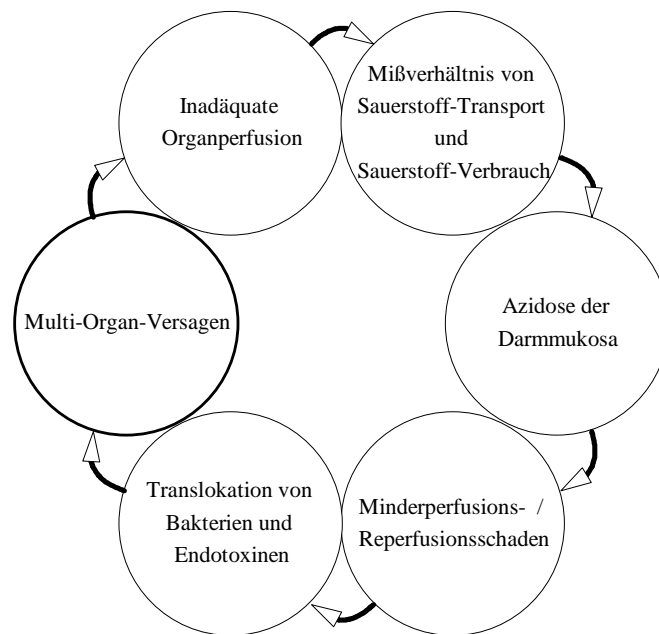 Inadäquate
Organperfusion
Mißverhältnis von
Sauerstoff-Transport
und
Sauerstoff-Verbrauch
Azidose der
Darmmukosa
Minderperfusions- /
Reperfusionsschaden
Translokation von
Bakterien und
Endotoxinen
Multi-Organ-Versagen